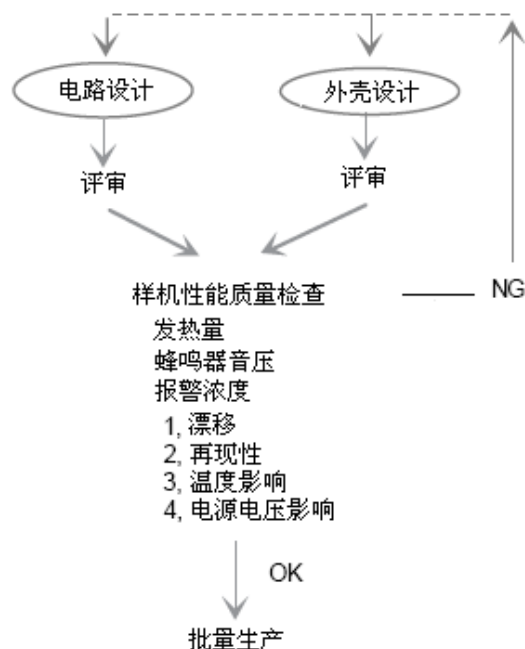 电路设计
外壳设计
评审
评审
样机性能质量检查
NG
发热量
蜂鸣器音压
报警浓度
1, 漂移
2, 再现性
3, 温度影响
4, 电源电压影响
OK
批量生产